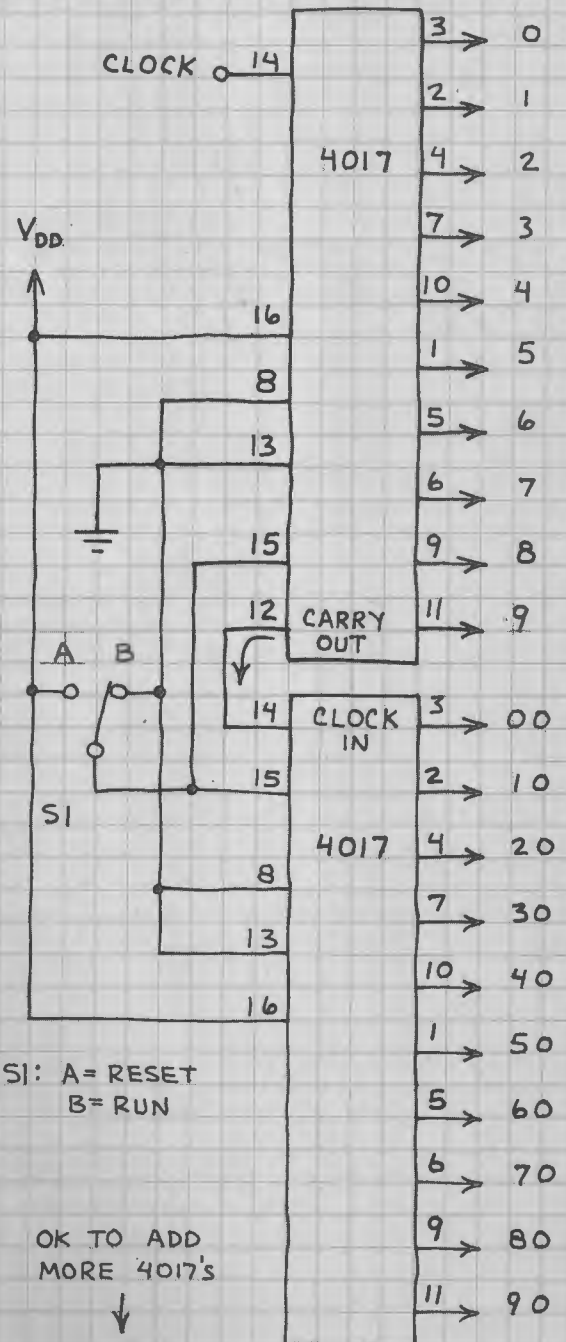 3 0
CLOCK 14
2 1
4017 4 2
7 3
VDD
10 4
16
1 5
8
5 6
13
6 7
15
9 8
12 CARRY OUT 11 9
A B
14 CLOCK IN 3 00
15 2 10
S1
4017 4 20
8
7 30
13
10 40
16
1 50
S1: A = RESET
B = RUN
5 60
6 70
OK TO ADD
MORE 4017's
9 80
11 90